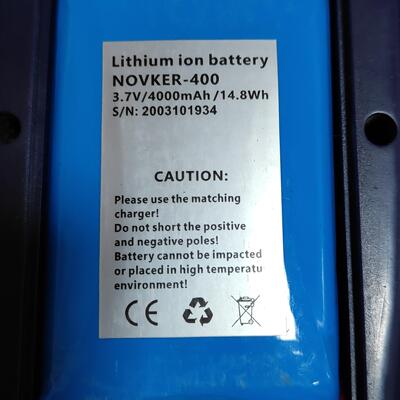 Lithium ion battery
NOVKER-400
3.7V/4000mAh/14.8Wh
S/N: 2003101934
CAUTION:
Please use the matching
charger!
Do not short the positive
and negative poles!
Battery cannot be impacted
or placed in high temperatu
environment!
CE